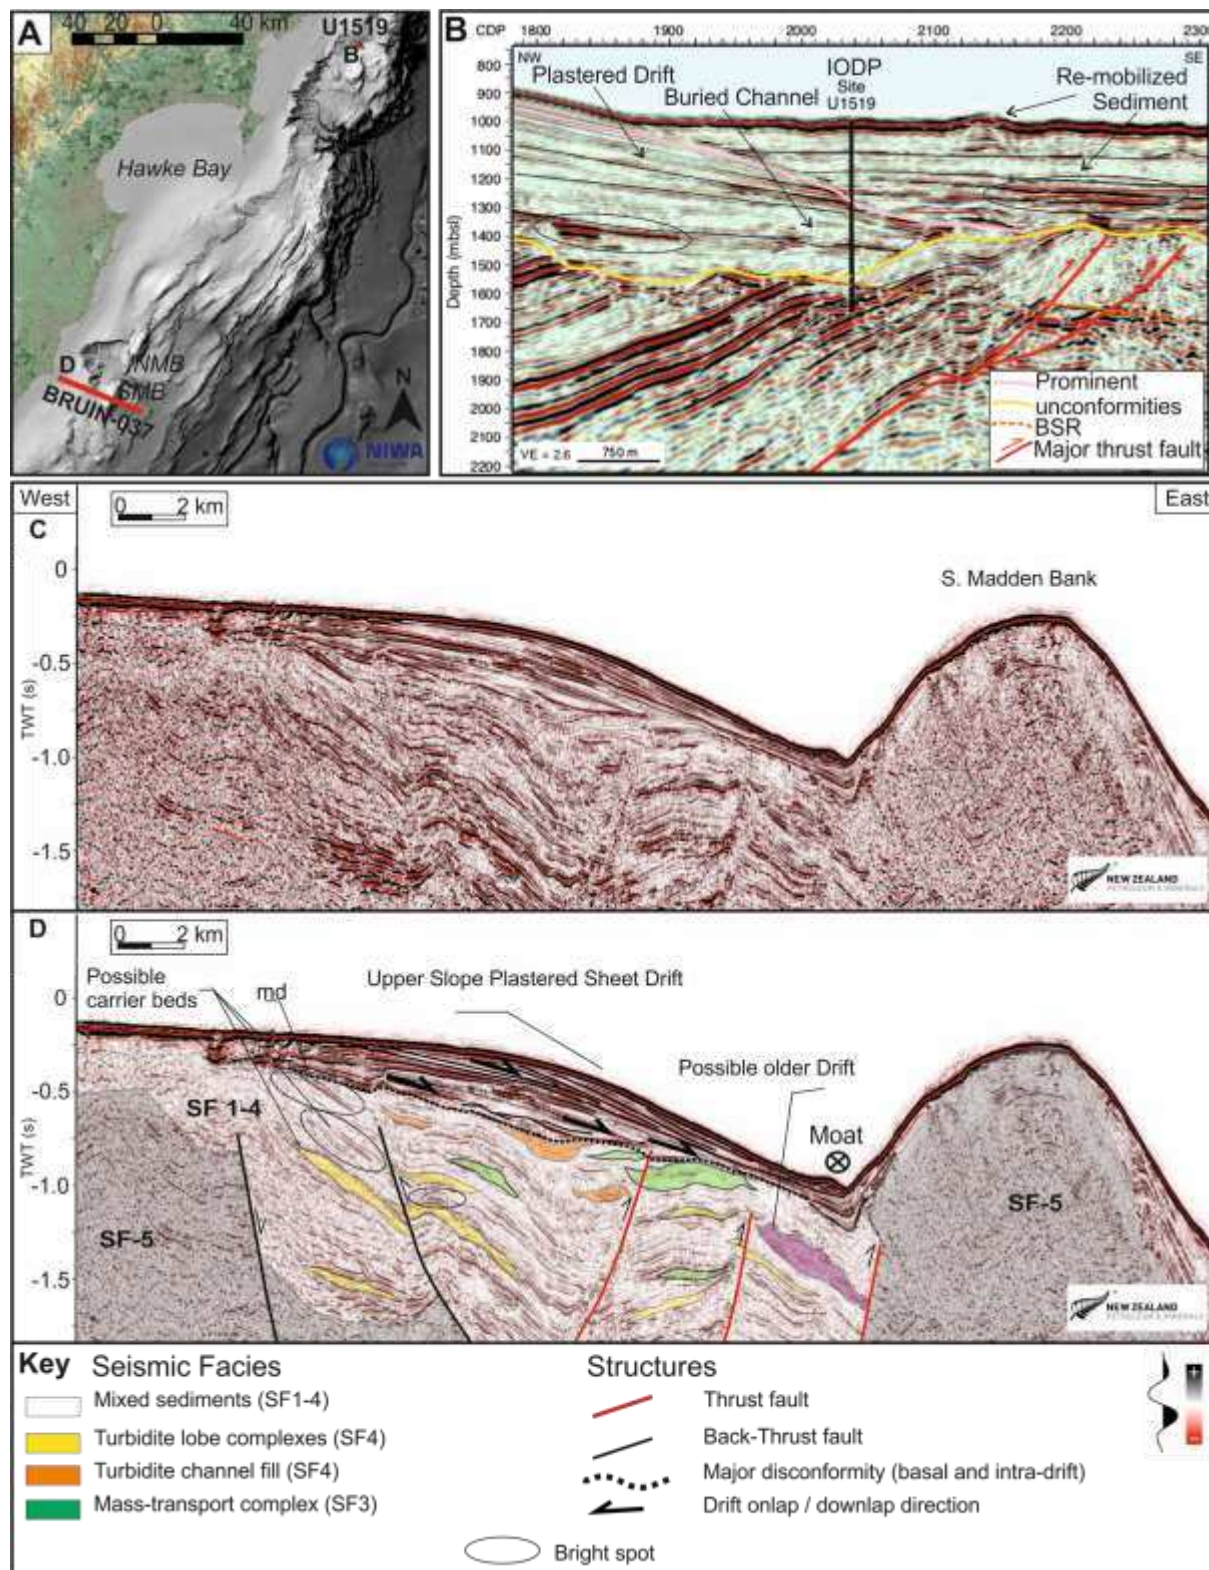 A
40 20 0 40 km
U1519
B
Hawke Bay
NMB
D
SMB
BRUIN-037
N
NIWA
B
CDP 1800 1900 2000 2100 2200 2300
NW
SE
Plastered Drift
Buried Channel
IODP
Site
U1519
Re-mobilized
Sediment
Depth (mbsl)
800
900
1000
1100
1200
1300
1400
1500
1600
1700
1800
1900
2000
2100
2200
VE = 2.6
750 m
Prominent
unconformities
BSR
Major thrust fault
West
East
C
0 2 km
S. Madden Bank
TWT (s)
0
-0.5
-1.0
-1.5
NEW ZEALAND
PETROLEUM & MINERALS
D
0 2 km
Possible
carrier beds
md
Upper Slope Plastered Sheet Drift
Possible older Drift
Moat
TWT (s)
0
-0.5
-1.0
-1.5
SF 1-4
SF-5
SF-5
NEW ZEALAND
PETROLEUM & MINERALS
Key Seismic Facies
Mixed sediments (SF1-4)
Turbidite lobe complexes (SF4)
Turbidite channel fill (SF4)
Mass-transport complex (SF3)
Structures
Thrust fault
Back-Thrust fault
Major disconformity (basal and intra-drift)
Drift onlap / downlap direction
Bright spot
+
-